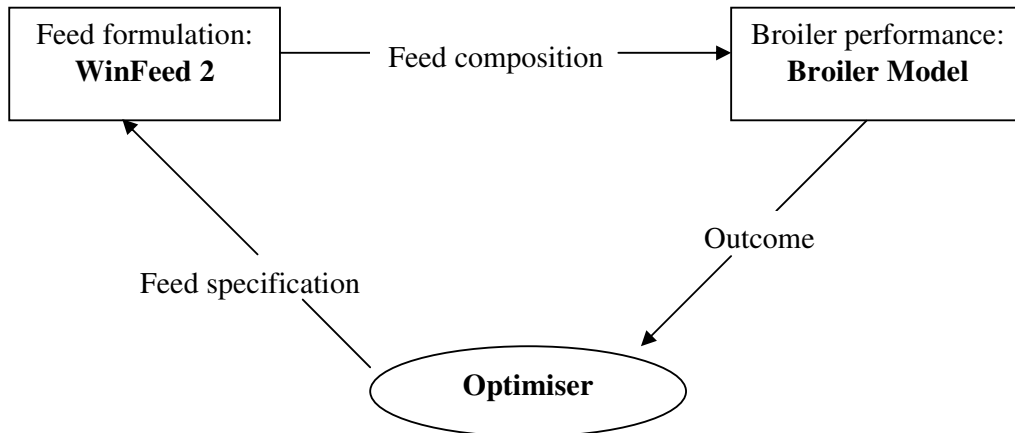 Feed formulation:
WinFeed 2
Feed composition
Broiler performance:
Broiler Model
Outcome
Feed specification
Optimiser